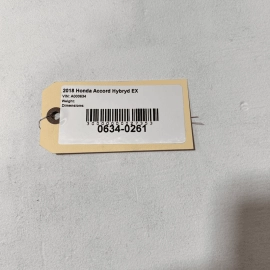 2018 Honda Accord Hybryd EX
VIN: A000634
Weight:
Dimensions:
0634-0261